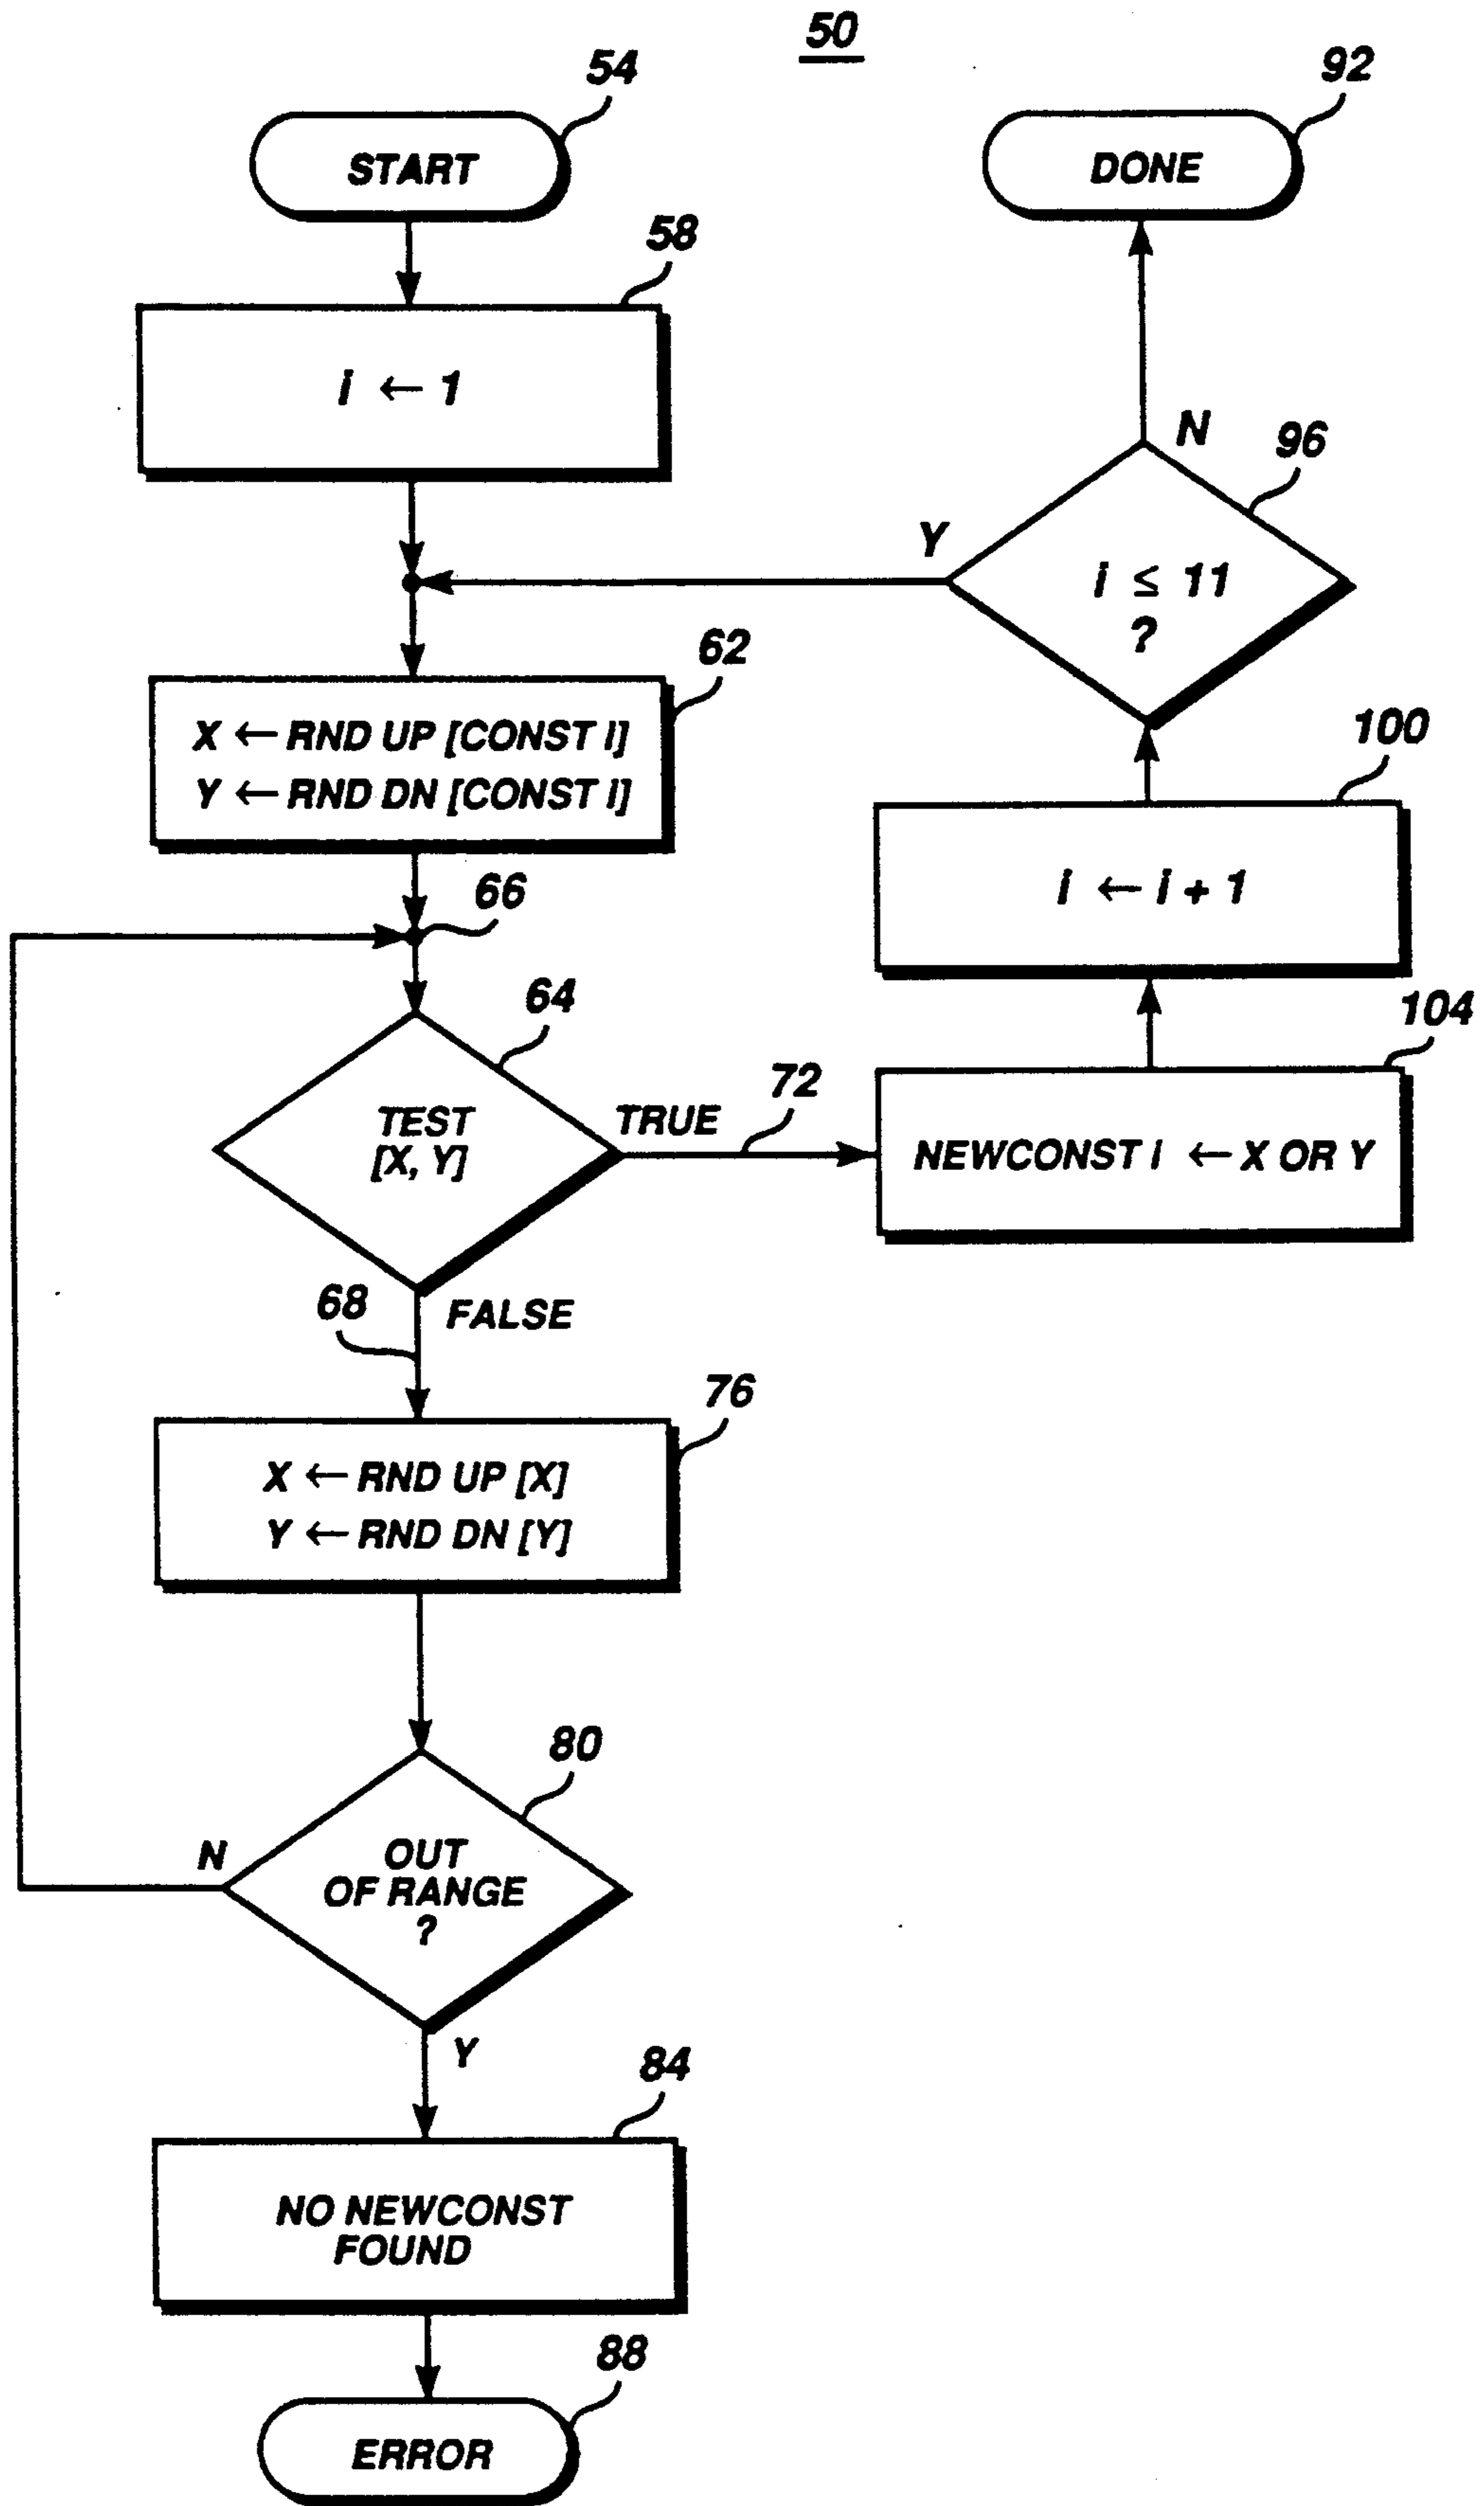 50
54
92
START
DONE
58
i ← 1
N
96
Y
i ≤ 11
?
62
X ← RND UP [CONST I]
Y ← RND DN [CONST I]
100
66
i ← i + 1
64
104
TEST
[X, Y]
TRUE
72
NEWCONST I ← X OR Y
68
FALSE
76
X ← RND UP [X]
Y ← RND DN [Y]
80
N
OUT
OF RANGE
?
Y
84
NO NEWCONST
FOUND
88
ERROR